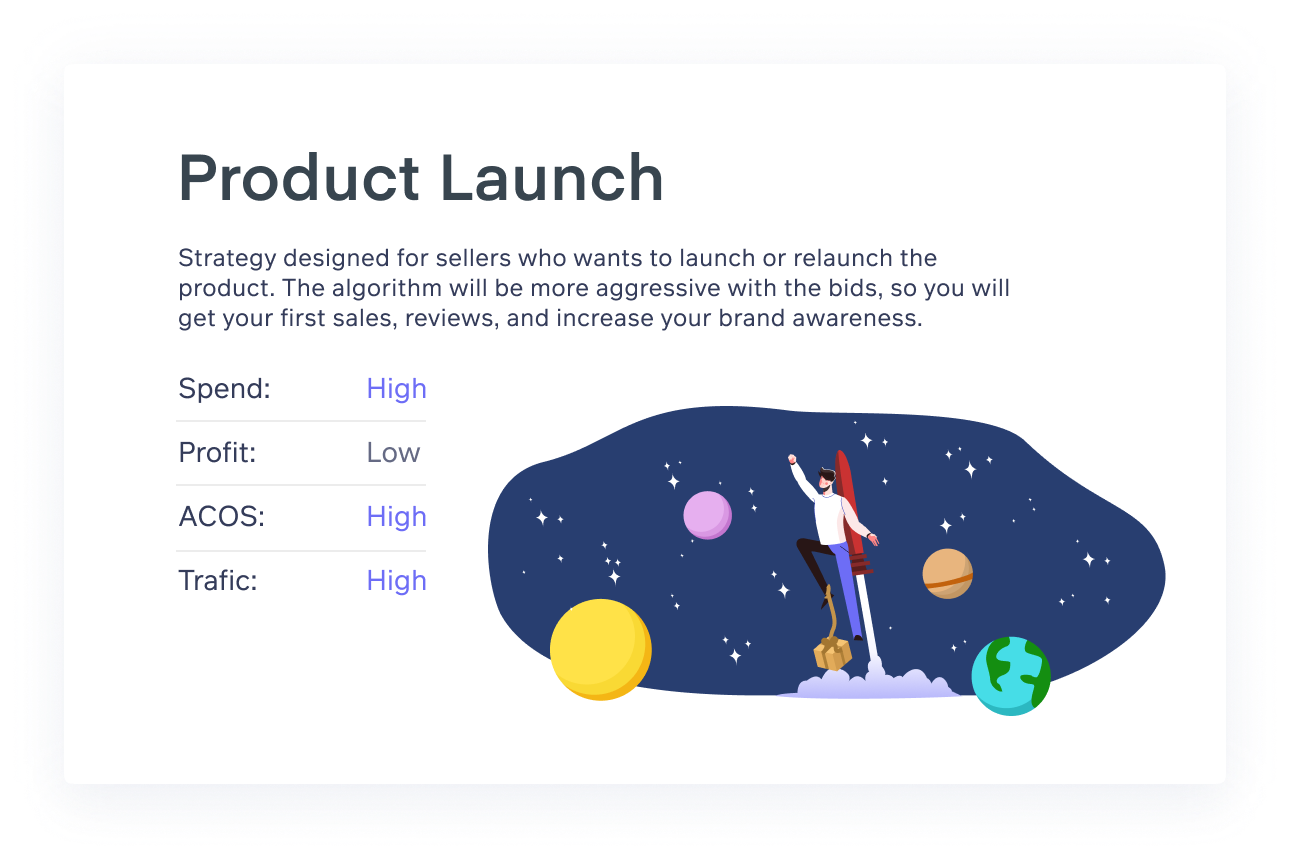 Product Launch
Strategy designed for sellers who wants to launch or relaunch the
product. The algorithm will be more aggressive with the bids, so you will
get your first sales, reviews, and increase your brand awareness.
Spend: High
Profit: Low
ACOS: High
Trafic: High